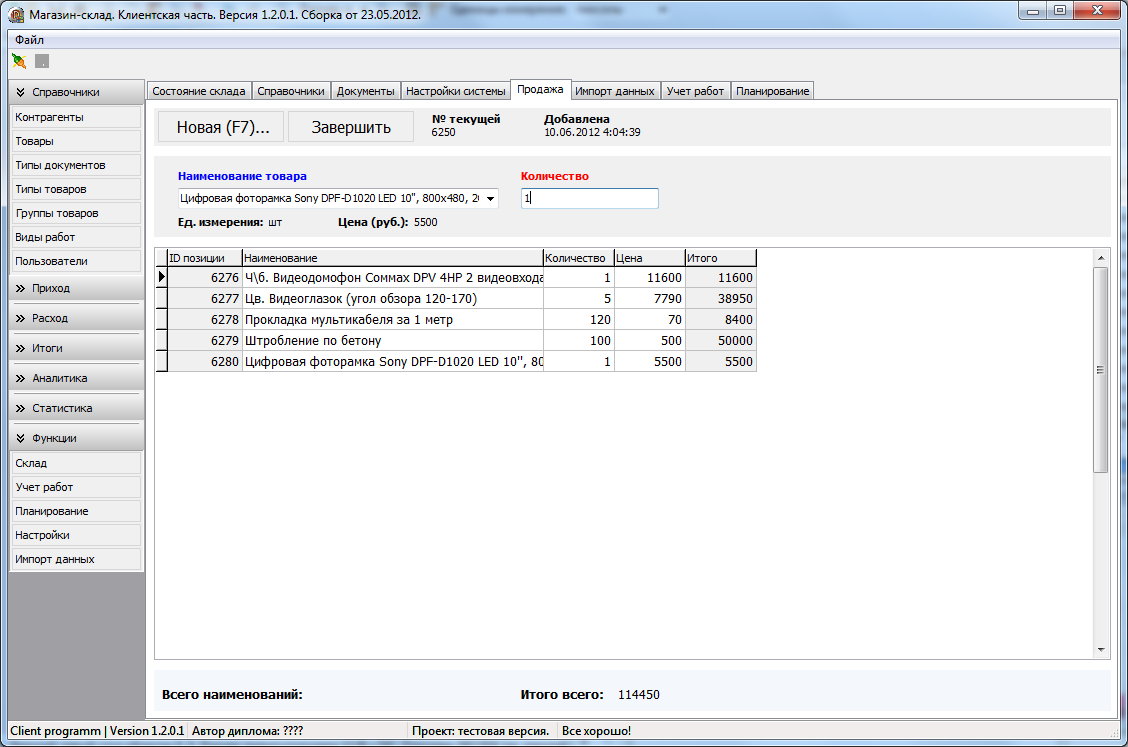 Магазин-склад. Клиентская часть. Версия 1.2.0.1. Сборка от 23.05.2012.
Файл
Справочники
Контрагенты
Товары
Типы документов
Типы товаров
Группы товаров
Виды работ
Пользователи
Приход
Расход
Итоги
Аналитика
Статистика
Функции
Склад
Учет работ
Планирование
Настройки
Импорт данных
Состояние склада Справочники Документы Настройки системы Продажа Импорт данных Учет работ Планирование
Новая (F7)... Завершить № текущей Добавлена
6250 10.06.2012 4:04:39
Наименование товара Количество
Цифровая фоторамка Sony DPF-D1020 LED 10", 800x480, 1
Ед. измерения: шт Цена (руб.): 5500
ID позиции Наименование Количество Цена Итого
6276 Ч\б. Видеодомофон Commax DPV 4HP 2 видеовхода 1 11600 11600
6277 Цв. Видеоглазок (угол обзора 120-170) 5 7790 38950
6278 Прокладка мультикабеля за 1 метр 120 70 8400
6279 Штробление по бетону 100 500 50000
6280 Цифровая фоторамка Sony DPF-D1020 LED 10", 80 1 5500 5500
Всего наименований: Итого всего: 114450
Client programm | Version 1.2.0.1 Автор диплома: ???? Проект: тестовая версия. Все хорошо!